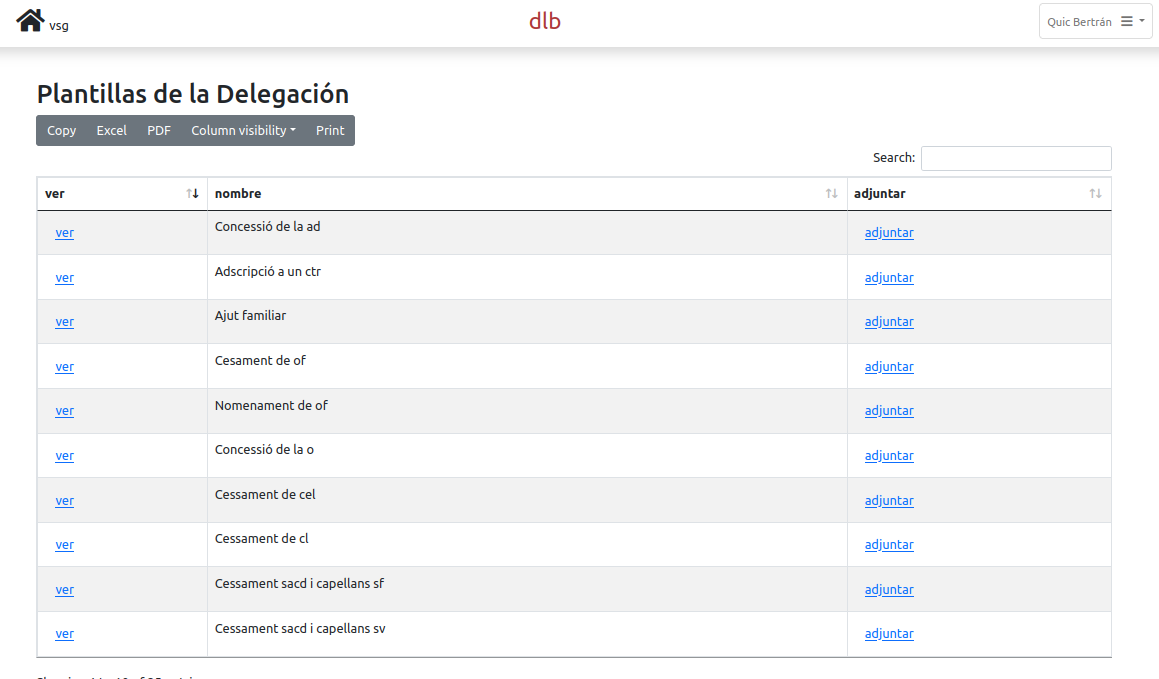 vsg
dlb
Quic Bertrán
Plantillas de la Delegación
Copy Excel PDF Column visibility Print
Search:
ver nombre adjuntar
ver Concessió de la ad adjuntar
ver Adscripció a un ctr adjuntar
ver Ajut familiar adjuntar
ver Cesament de of adjuntar
ver Nomenament de of adjuntar
ver Concessió de la o adjuntar
ver Cessament de cel adjuntar
ver Cessament de cl adjuntar
ver Cessament sacd i capellans sf adjuntar
ver Cessament sacd i capellans sv adjuntar